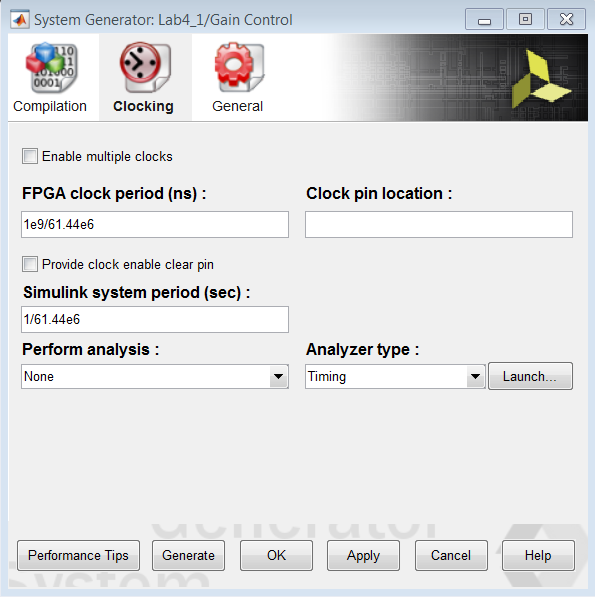 System Generator: Lab4_1/Gain Control
Compilation Clocking General
Enable multiple clocks
FPGA clock period (ns) : Clock pin location :
1e9/61.44e6
Provide clock enable clear pin
Simulink system period (sec) :
1/61.44e6
Perform analysis : Analyzer type :
None Timing Launch...
Generator
Performance Tips Generate OK Apply Cancel Help
System